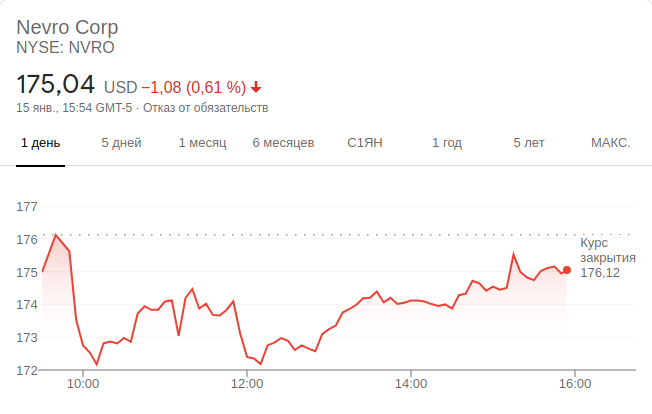 Nevro Corp
NYSE: NVRO
175,04 USD −1,08 (0,61 %)
15 янв., 15:54 GMT-5 · Отказ от обязательств
1 день 5 дней 1 месяц 6 месяцев С1ЯН 1 год 5 лет МАКС.
177
176
175
174
173
172
Курс
закрытия
176,12
10:00 12:00 14:00 16:00